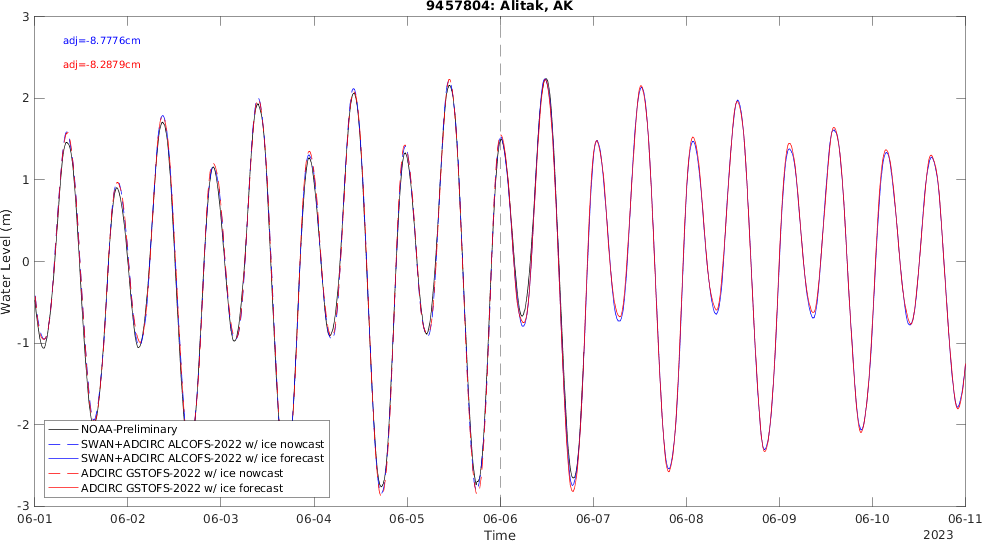 9457804: Alitak, AK
adj=-8.7776cm
adj=-8.2879cm
3
2
1
0
-1
-2
-3
Water Level (m)
NOAA-Preliminary
SWAN+ADCIRC ALCOFS-2022 w/ ice nowcast
SWAN+ADCIRC ALCOFS-2022 w/ ice forecast
ADCIRC GSTOFS-2022 w/ ice nowcast
ADCIRC GSTOFS-2022 w/ ice forecast
06-01 06-02 06-03 06-04 06-05 06-06 06-07 06-08 06-09 06-10 06-11
Time
2023